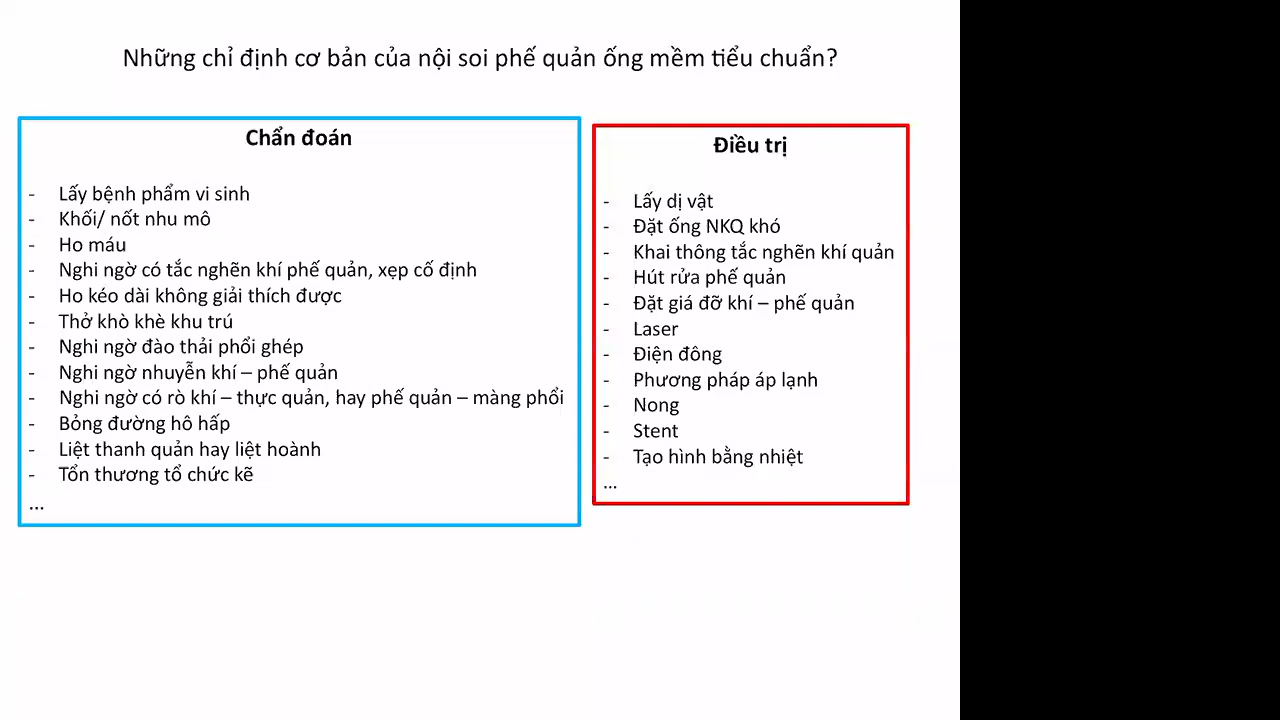 Những chỉ định cơ bản của nội soi phế quản ống mềm tiểu chuẩn?
Chẩn đoán
- Lấy bệnh phẩm vi sinh
- Khối/ nốt nhu mô
- Ho máu
- Nghi ngờ có tắc nghẽn khí phế quản, xẹp cố định
- Ho kéo dài không giải thích được
- Thở khò khè khu trú
- Nghi ngờ đào thải phổi ghép
- Nghi ngờ nhuyễn khí – phế quản
- Nghi ngờ có rò khí – thực quản, hay phế quản – màng phổi
- Bỏng đường hô hấp
- Liệt thanh quản hay liệt hoành
- Tổn thương tổ chức kẽ
...
Điều trị
- Lấy dị vật
- Đặt ống NKQ khó
- Khai thông tắc nghẽn khí quản
- Hút rửa phế quản
- Đặt giá đỡ khí – phế quản
- Laser
- Điện đông
- Phương pháp áp lạnh
- Nong
- Stent
- Tạo hình bằng nhiệt
...